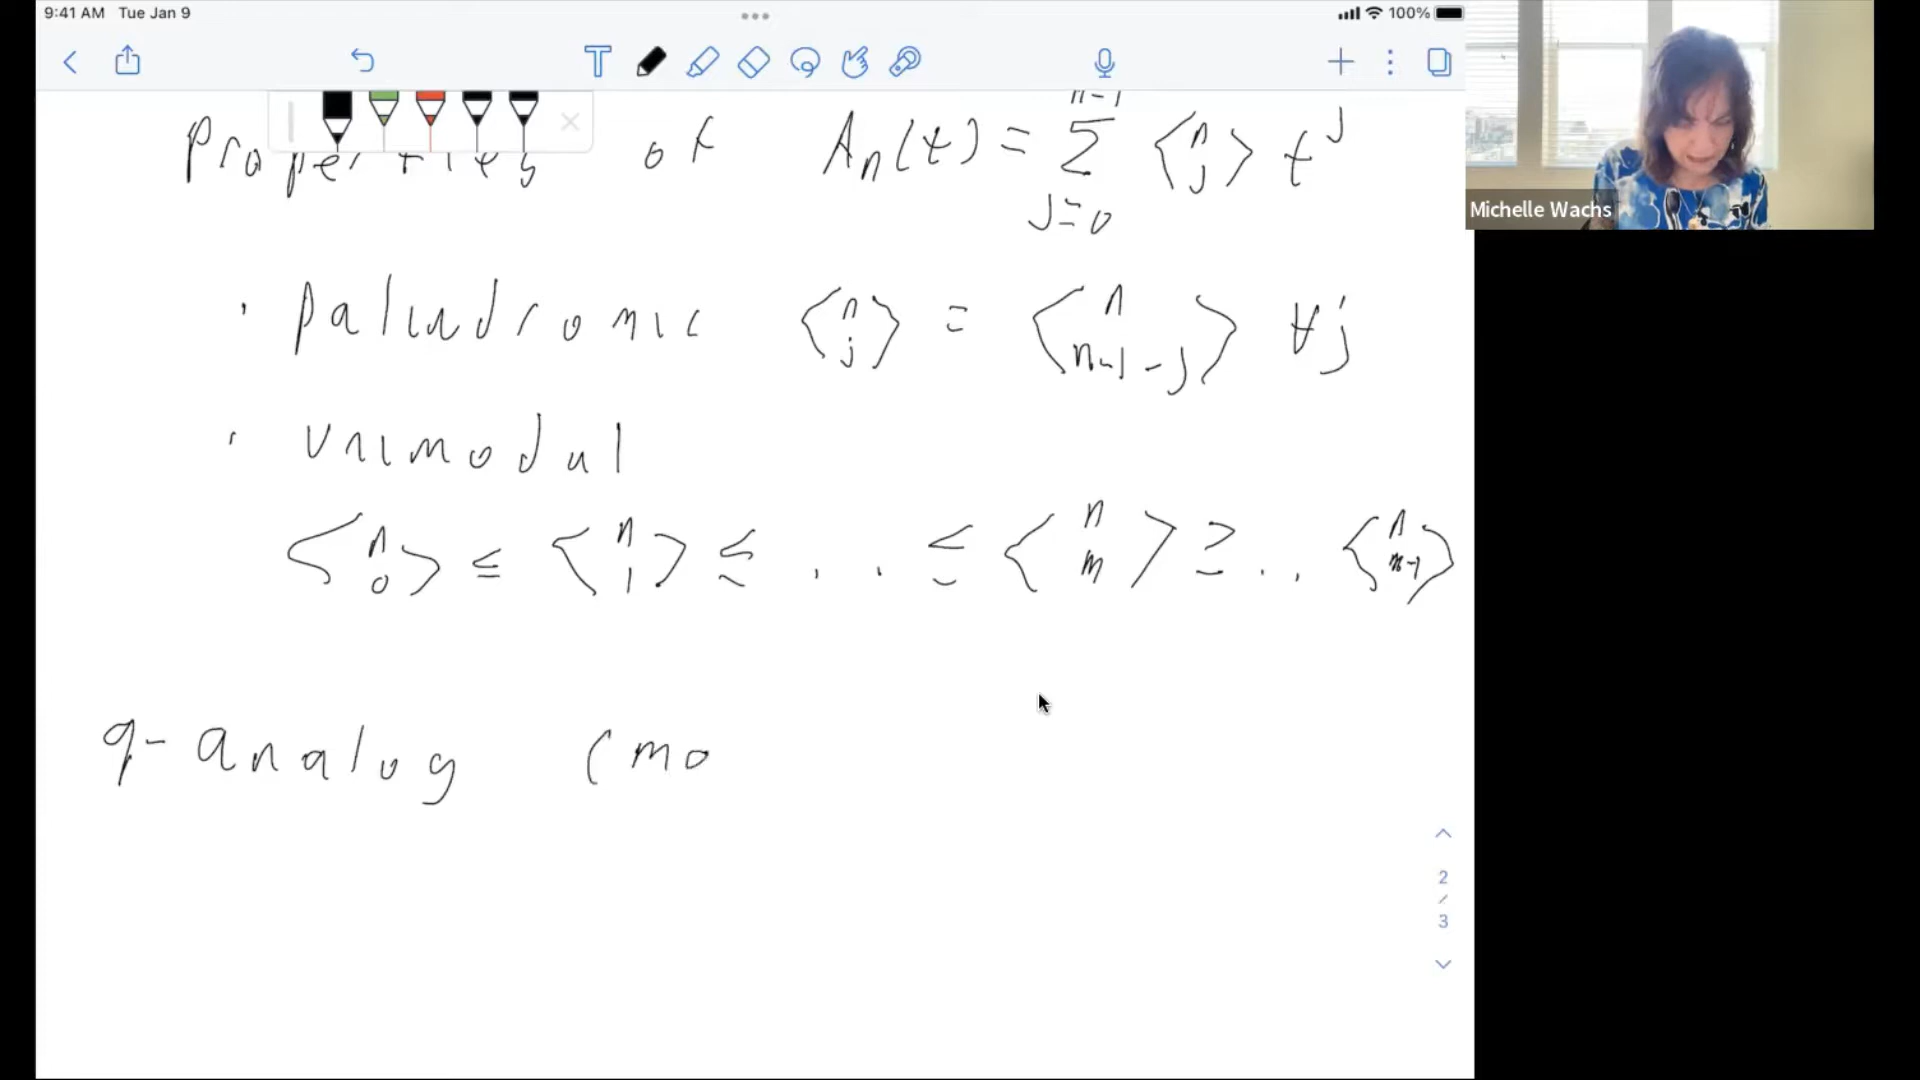 9:41 AM Tue Jan 9
100%
Properties of Aₙ(t) = Σ_{j=0}^{n-1} ⟨n j⟩ t^j
Michelle Wachs
· palindromic ⟨n j⟩ = ⟨n n-1-j⟩ ∀j
· unimodal
⟨n 0⟩ ≤ ⟨n 1⟩ ≤ . . ≤ ⟨n m⟩ ≥ . . ⟨n n-1⟩
q-analog (mo
2
/
3